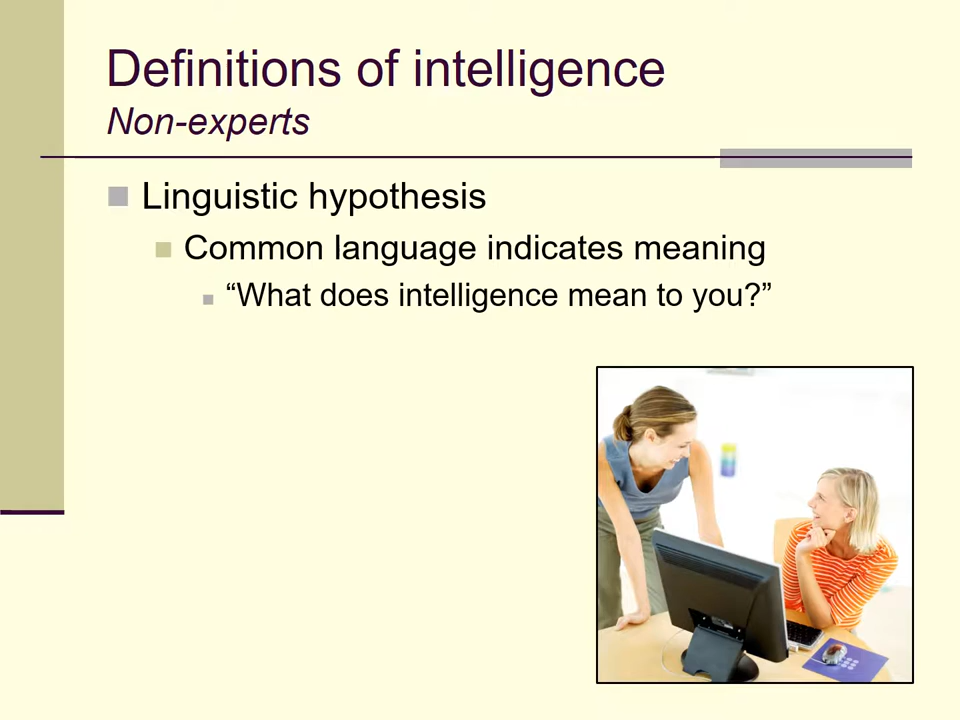 Definitions of intelligence
Non-experts
Linguistic hypothesis
Common language indicates meaning
“What does intelligence mean to you?”